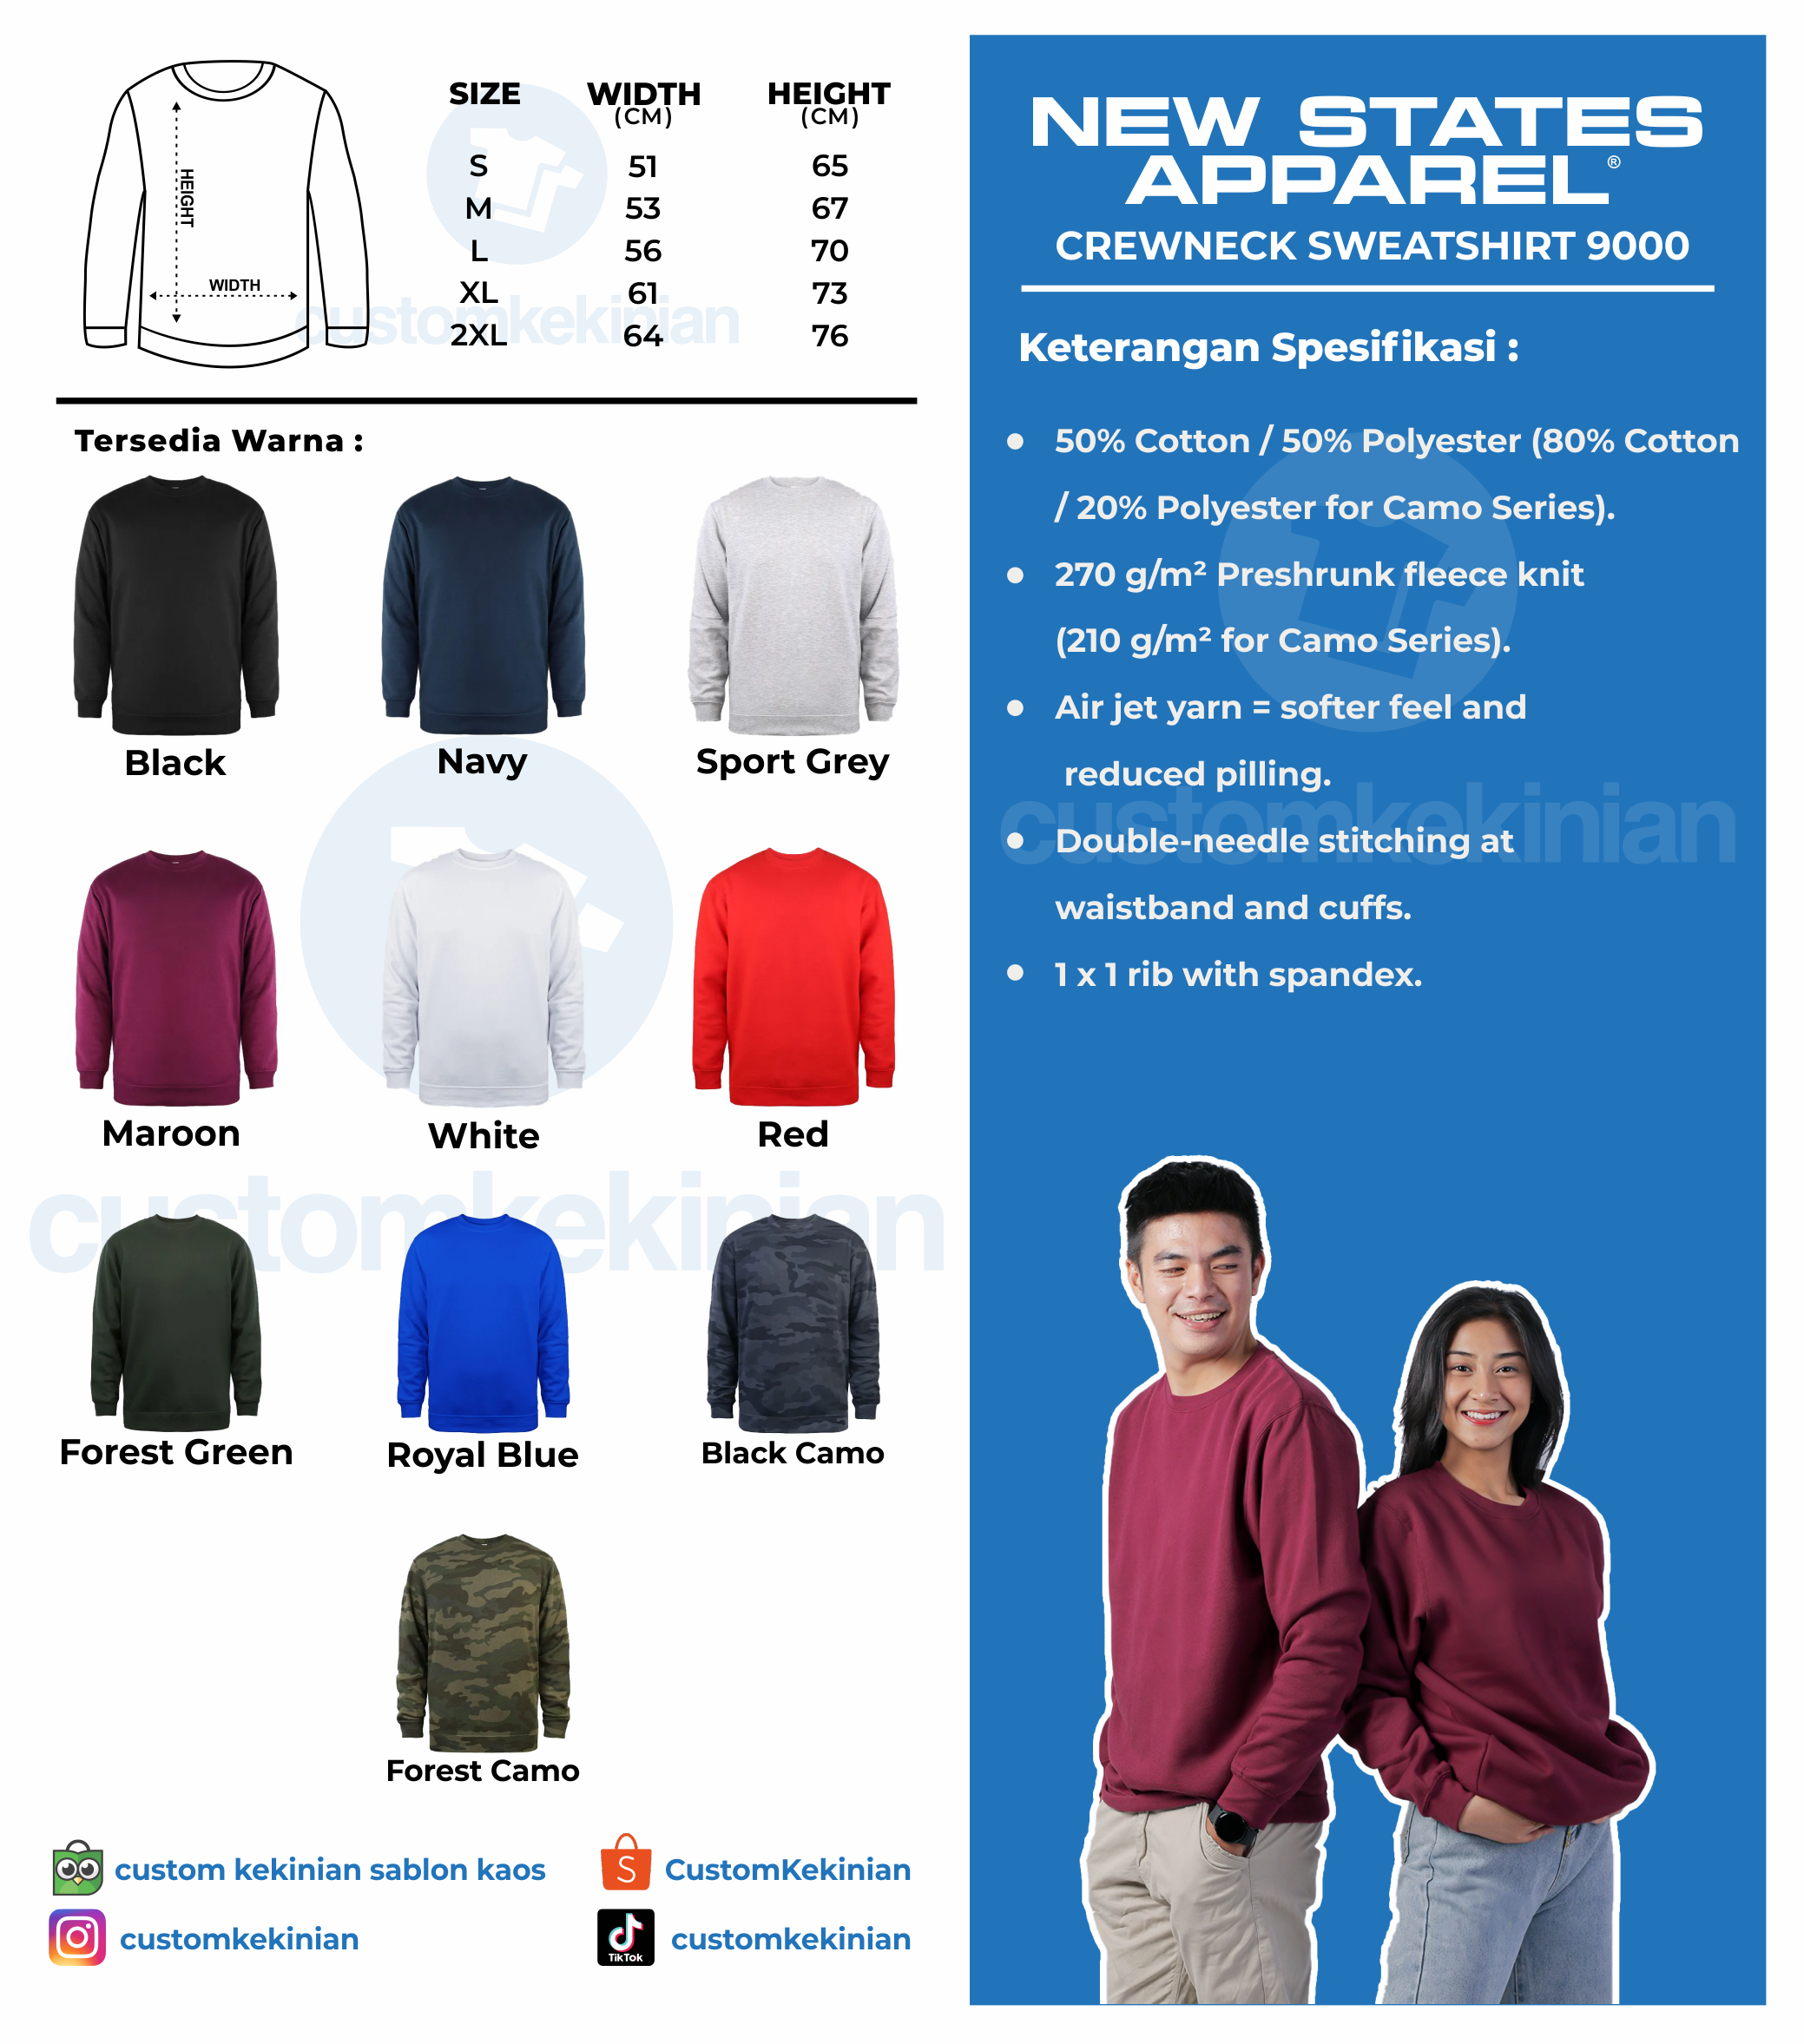 SIZE WIDTH HEIGHT
(CM) (CM)
S 51 65
M 53 67
L 56 70
XL 61 73
2XL 64 76
HEIGHT
WIDTH
customkekinian
Tersedia Warna :
Black Navy Sport Grey
Maroon White Red
customkekinian
Forest Green Royal Blue Black Camo
Forest Camo
custom kekinian sablon kaos
S CustomKekinian
customkekinian
TikTok customkekinian
NEW STATES
APPAREL®
CREWNECK SWEATSHIRT 9000
Keterangan Spesifikasi :
• 50% Cotton / 50% Polyester (80% Cotton
/ 20% Polyester for Camo Series).
• 270 g/m² Preshrunk fleece knit
(210 g/m² for Camo Series).
• Air jet yarn = softer feel and
reduced pilling.
customkekinian
• Double-needle stitching at
waistband and cuffs.
• 1 x 1 rib with spandex.